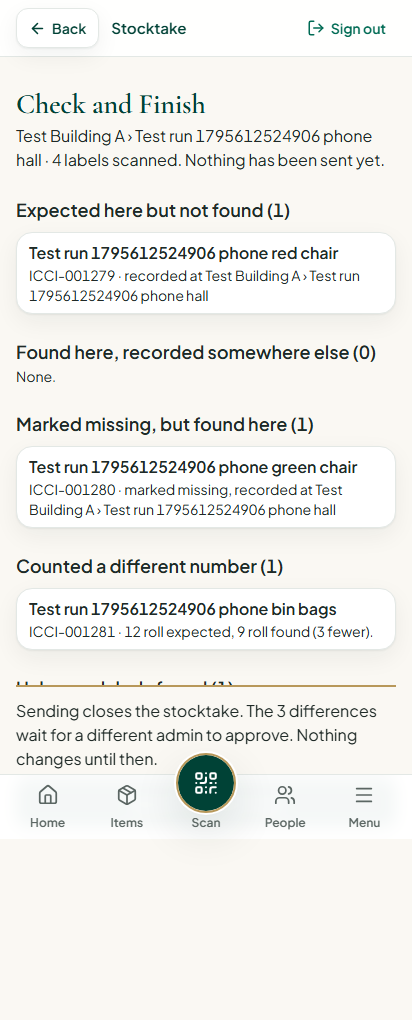 Back
Stocktake
Sign out
Check and Finish
Test Building A › Test run 1795612524906 phone
hall · 4 labels scanned. Nothing has been sent yet.
Expected here but not found (1)
Test run 1795612524906 phone red chair
ICCI-001279 · recorded at Test Building A › Test run
1795612524906 phone hall
Found here, recorded somewhere else (0)
None.
Marked missing, but found here (1)
Test run 1795612524906 phone green chair
ICCI-001280 · marked missing, recorded at Test
Building A › Test run 1795612524906 phone hall
Counted a different number (1)
Test run 1795612524906 phone bin bags
ICCI-001281 · 12 roll expected, 9 roll found (3 fewer).
Sending closes the stocktake. The 3 differences
wait for a different admin to approve. Nothing
changes until then.
Home
Items
Scan
People
Menu